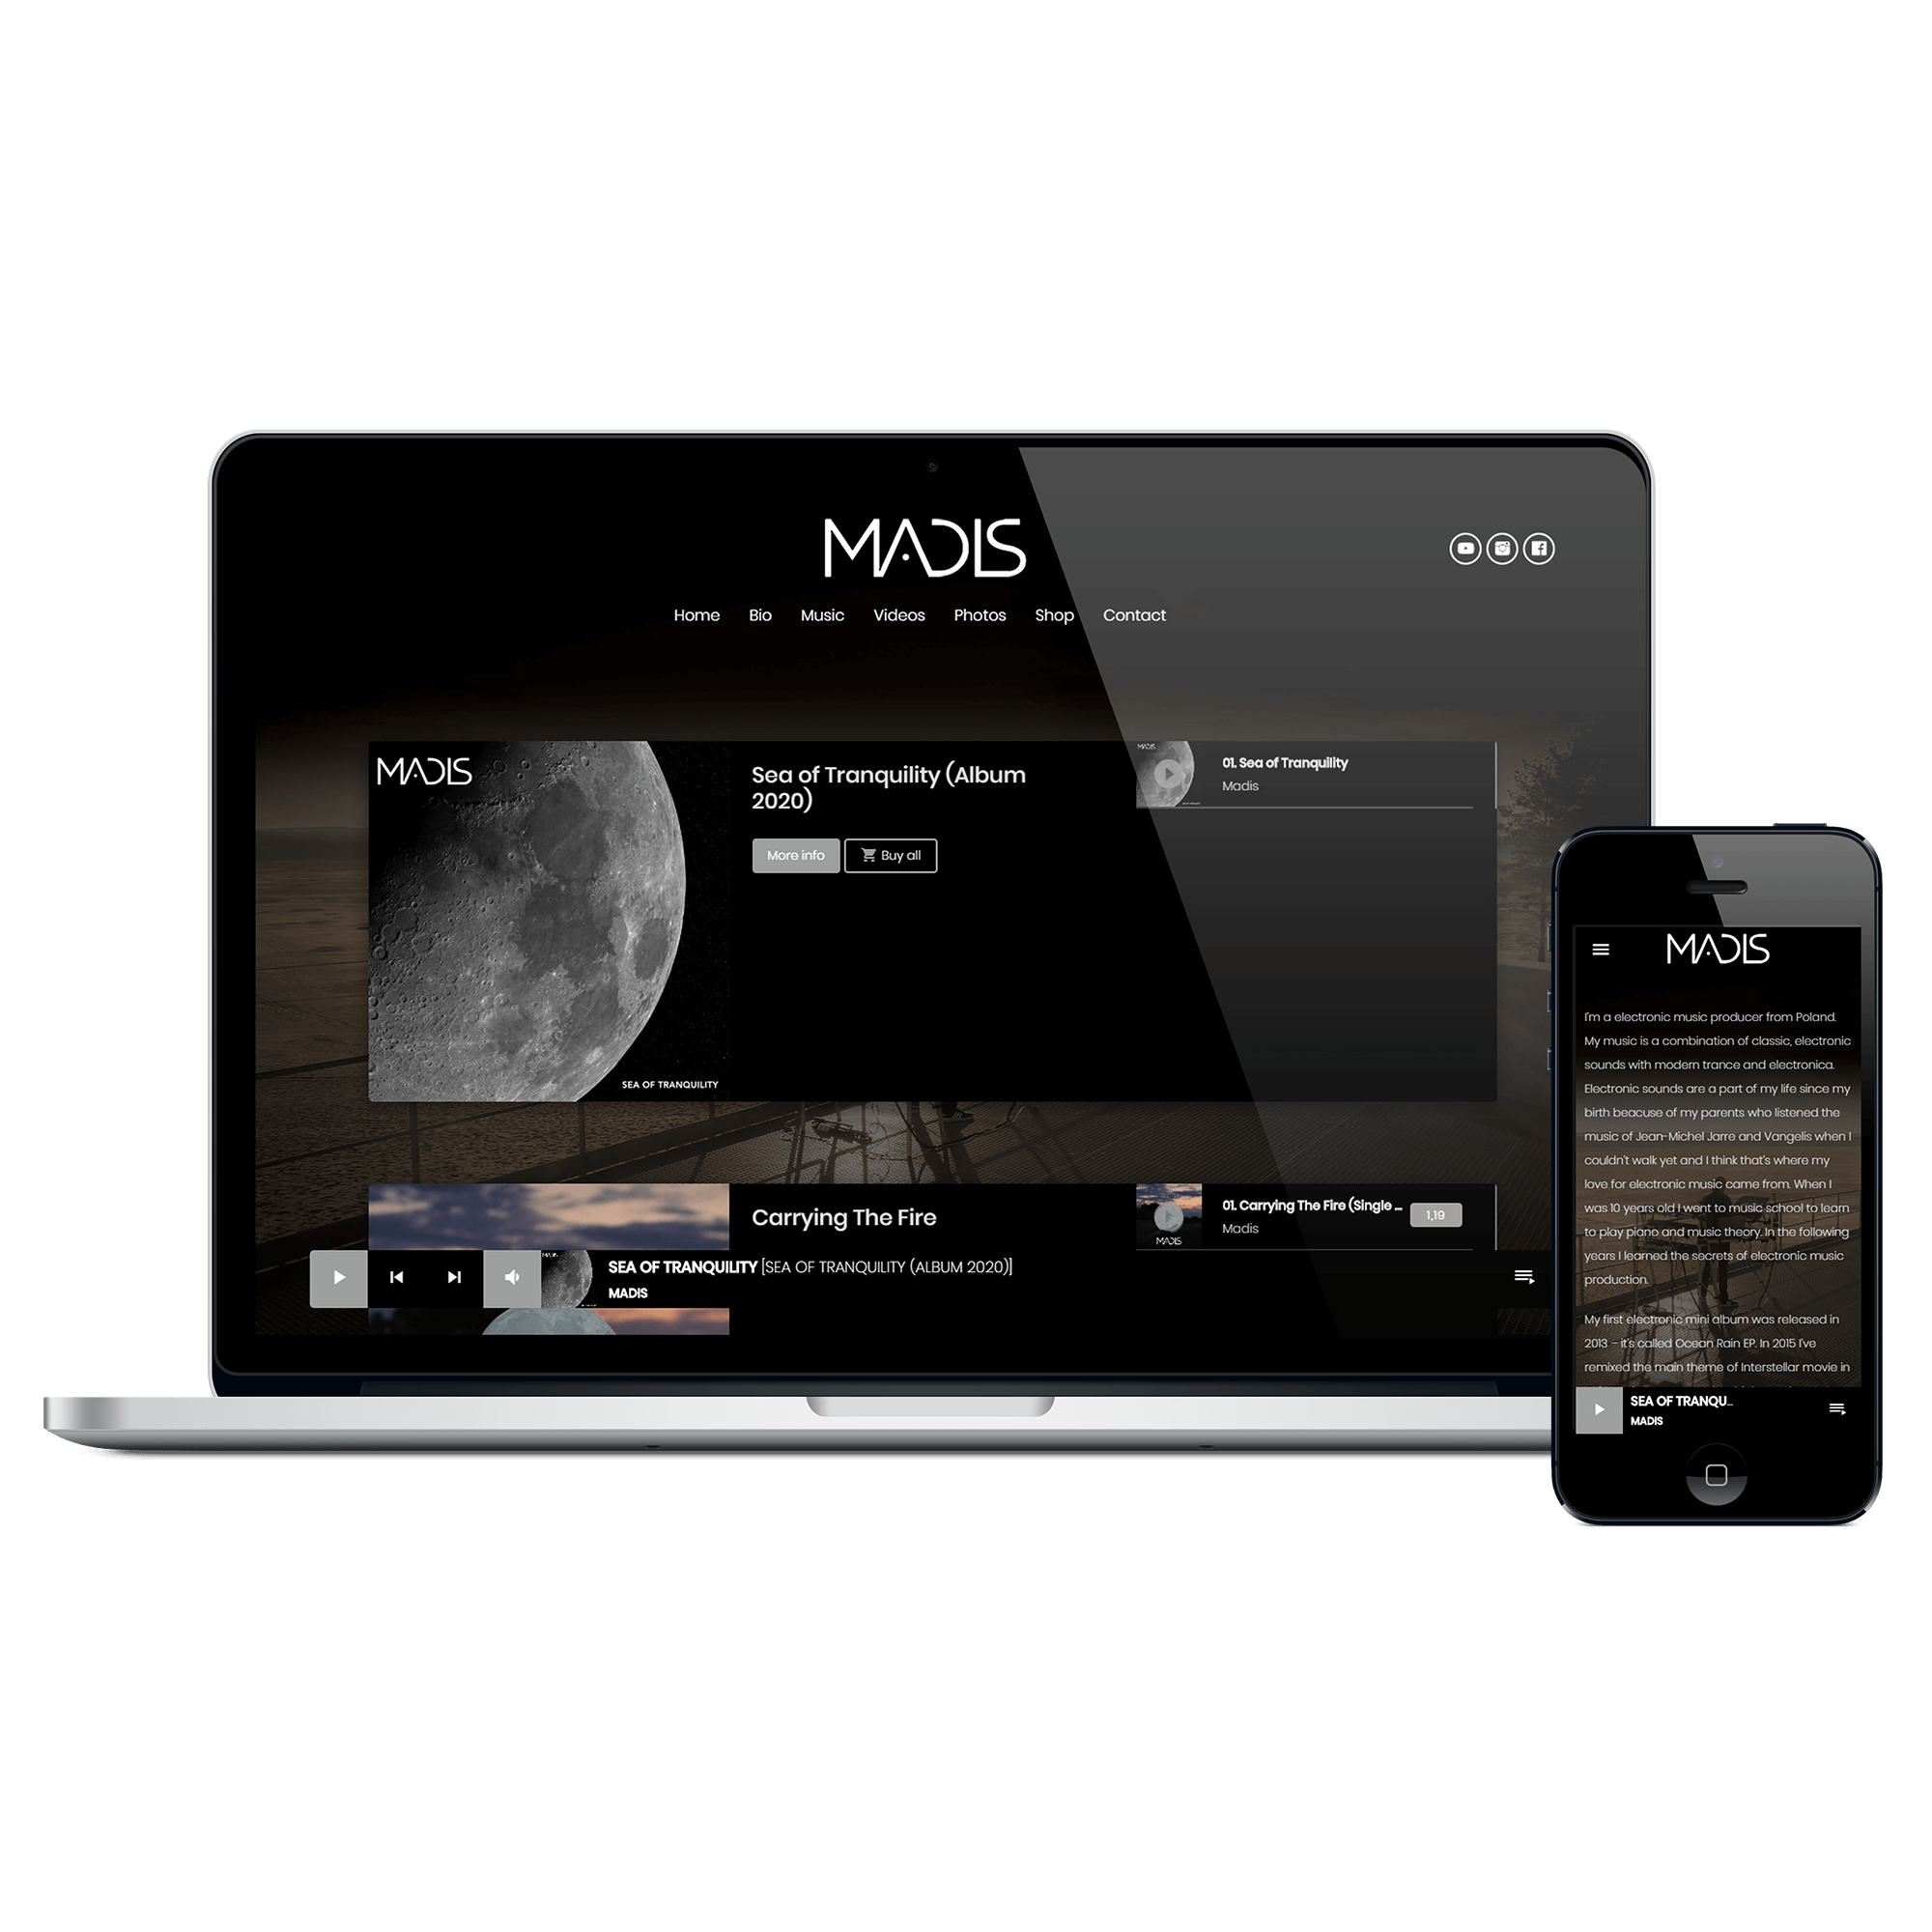 MADIS
Home Bio Music Videos Photos Shop Contact
MADIS
SEA OF TRANQUILITY
Sea of Tranquility (Album
2020)
More info Buy all
MADIS
01. Sea of Tranquility
Madis
Carrying The Fire
MADIS
01. Carrying The Fire (Single ...
Madis
1,19
SEA OF TRANQUILITY [SEA OF TRANQUILITY (ALBUM 2020)]
MADIS
MADIS
I'm a electronic music producer from Poland.
My music is a combination of classic, electronic
sounds with modern trance and electronica.
Electronic sounds are a part of my life since my
birth beacuse of my parents who listened the
music of Jean-Michel Jarre and Vangelis when I
couldn't walk yet and I think that's where my
love for electronic music came from. When I
was 10 years old I went to music school to learn
to play piano and music theory. In the following
years I learned the secrets of electronic music
production.
My first electronic mini album was released in
2013 – it's called Ocean Rain EP. In 2015 I've
remixed the main theme of Interstellar movie in
SEA OF TRANQU...
MADIS